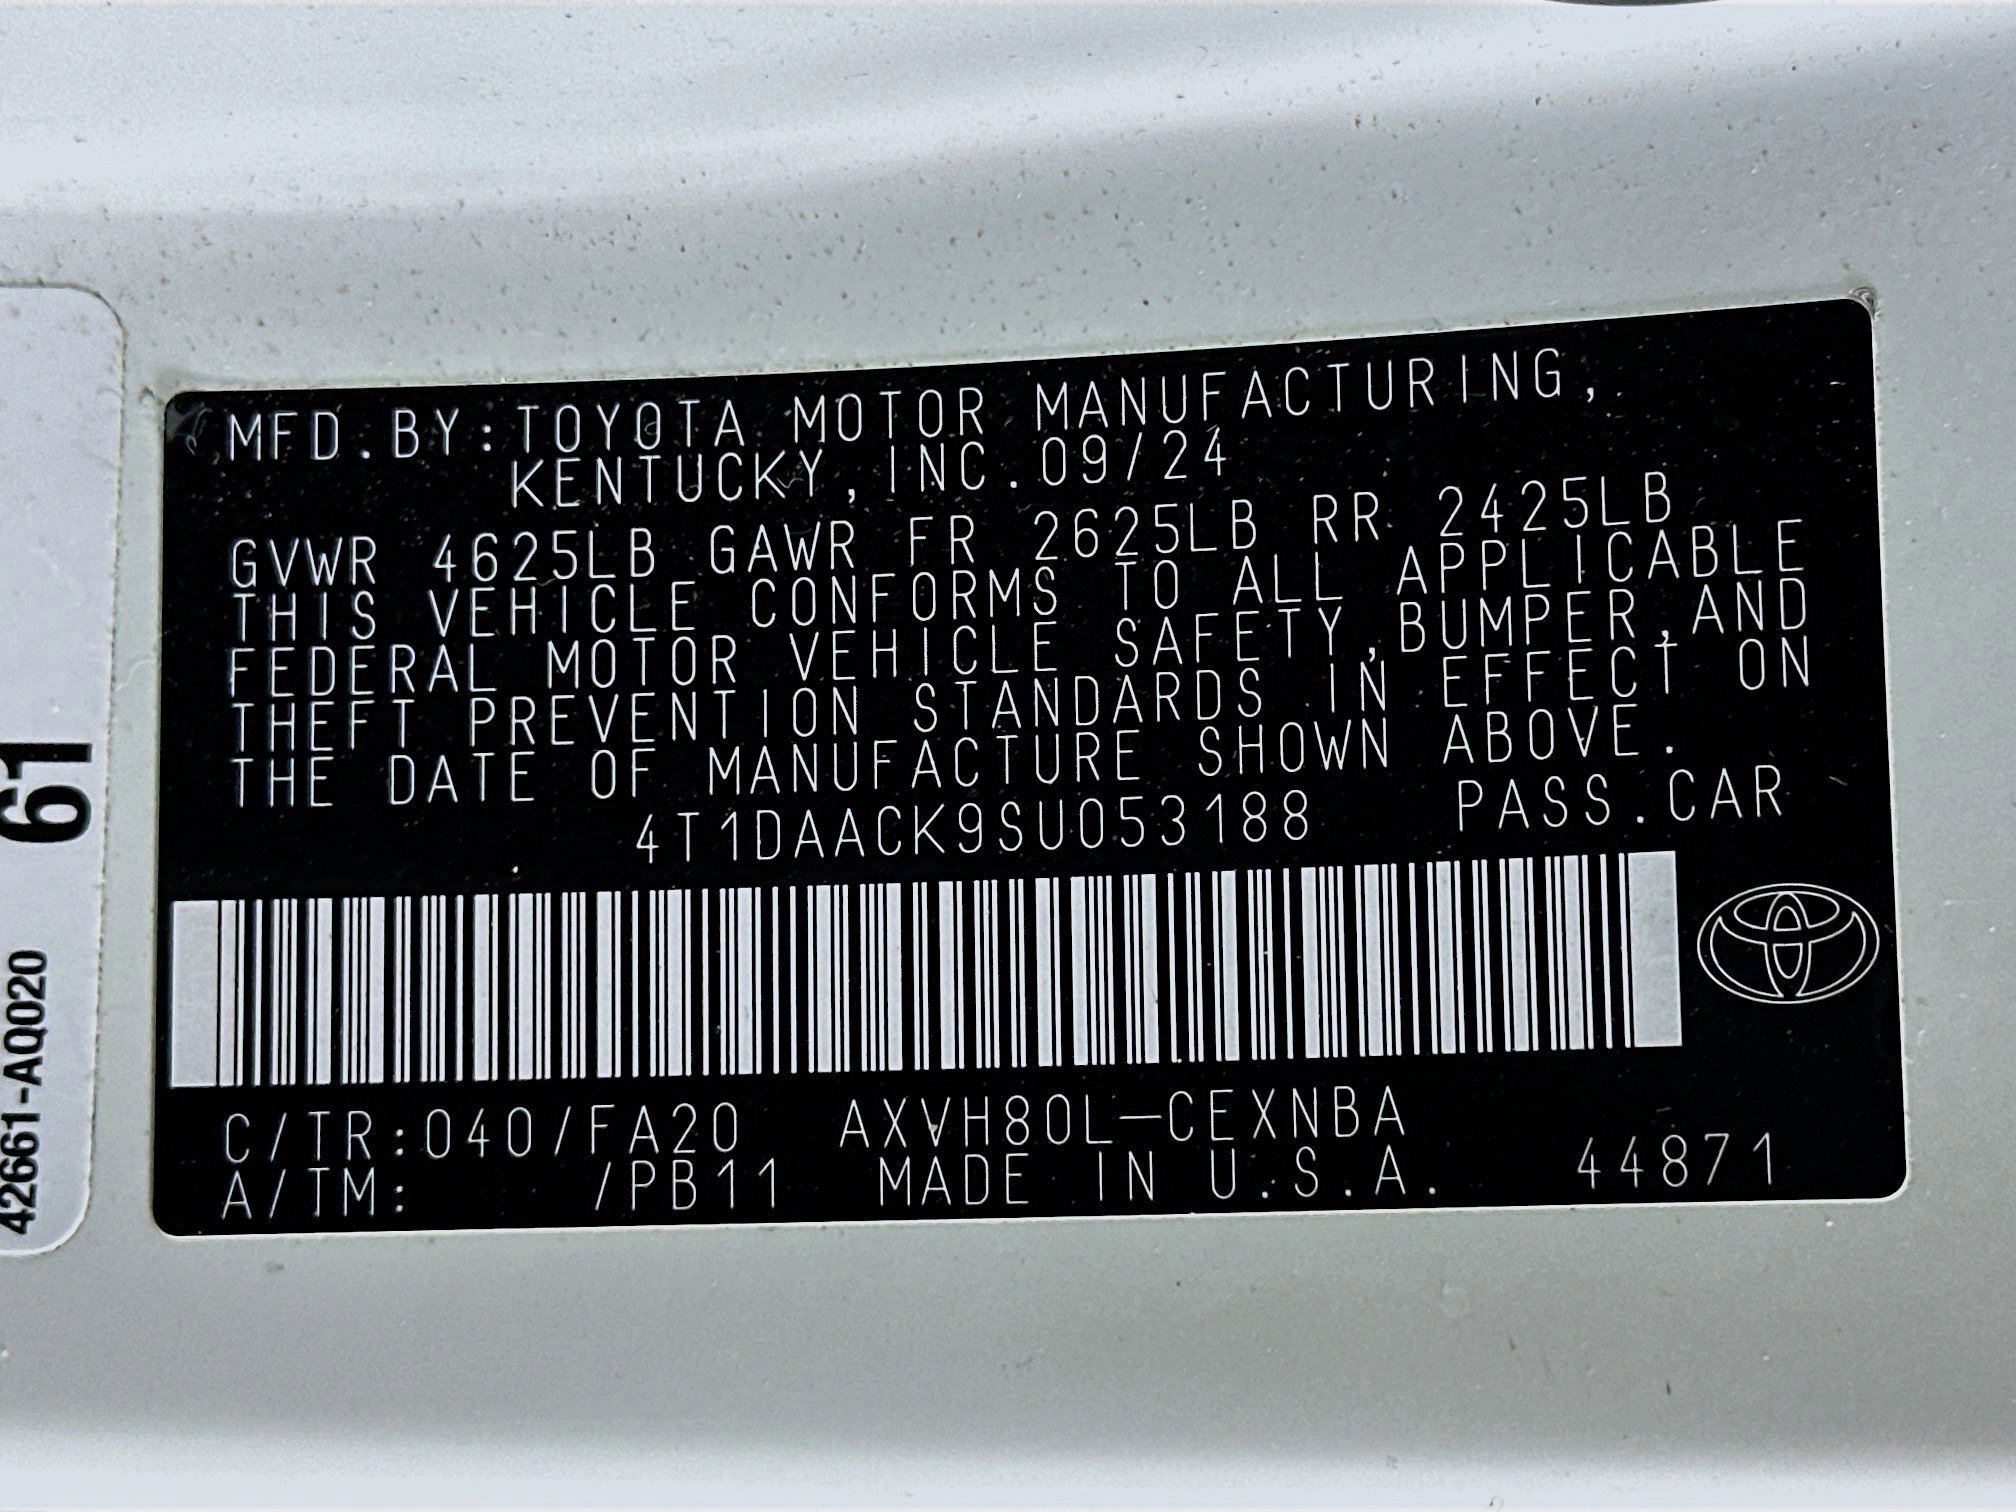 MFD.BY:TOYOTA MOTOR MANUFACTURING,
KENTUCKY, INC. 09/24
GVWR 4625LB GAWR FR 2625LB RR 2425LB
THIS VEHICLE CONFORMS TO ALL APPLICABLE
FEDERAL MOTOR VEHICLE SAFETY,BUMPER,AND
THEFT PREVENTION STANDARDS IN EFFECT ON
THE DATE OF MANUFACTURE SHOWN ABOVE.
4T1DAACK9SU053188 PASS.CAR
C/TR:040/FA20 AXVH80L-CEXNBA
A/TM: /PB11 MADE IN U.S.A. 44871
42661-AQ020
61